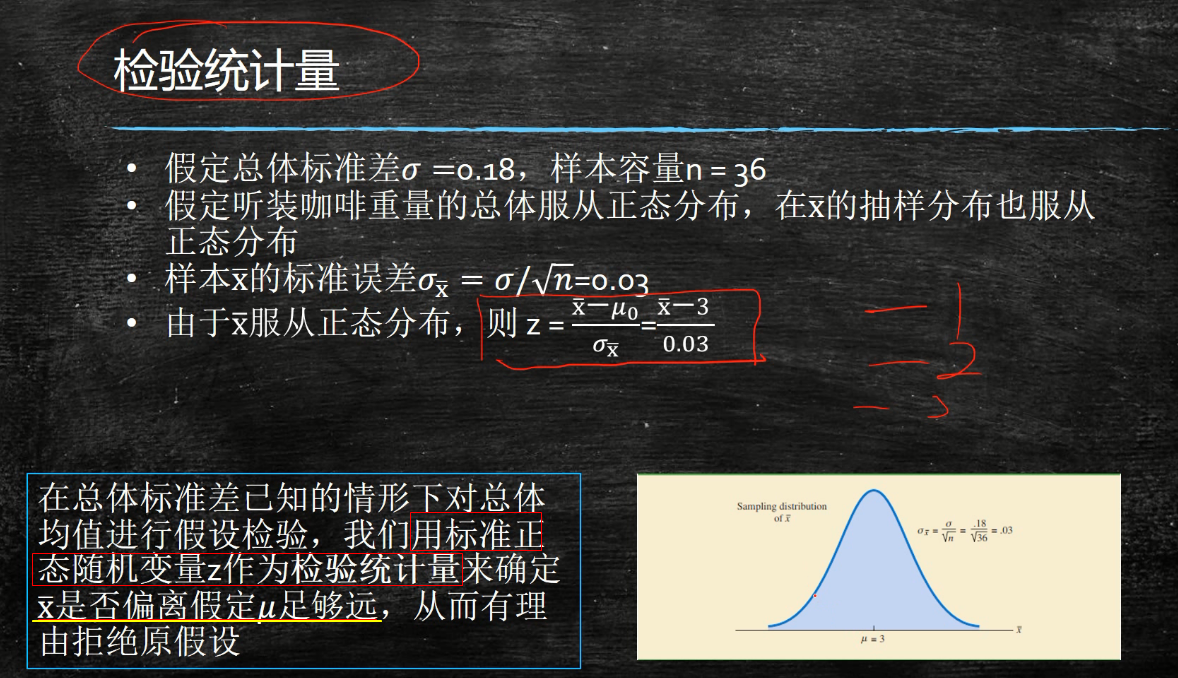 检验统计量
• 假定总体标准差σ =0.18，样本容量n = 36
• 假定听装咖啡重量的总体服从正态分布，在x̄的抽样分布也服从
正态分布
• 样本x̄的标准误差σx̄ = σ/√n=0.03
• 由于x̄服从正态分布，则 z = (x̄−μ0)/σx̄=(x̄−3)/0.03
— 1
— 2
— 3
在总体标准差已知的情形下对总体
均值进行假设检验，我们用标准正
态随机变量z作为检验统计量来确定
x̄是否偏离假定μ足够远，从而有理
由拒绝原假设
Sampling distribution
of x̄
σx̄ = σ/√n = .18/√36 = .03
x̄
μ = 3